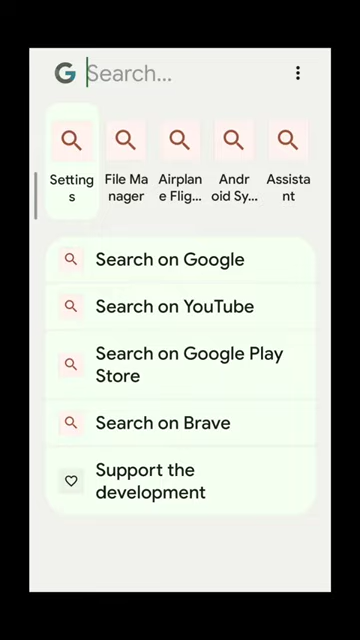 G Search...
Setting
s
File Ma
nager
Airplan
e Flig...
Andr
oid Sy...
Assista
nt
Search on Google
Search on YouTube
Search on Google Play
Store
Search on Brave
Support the
development